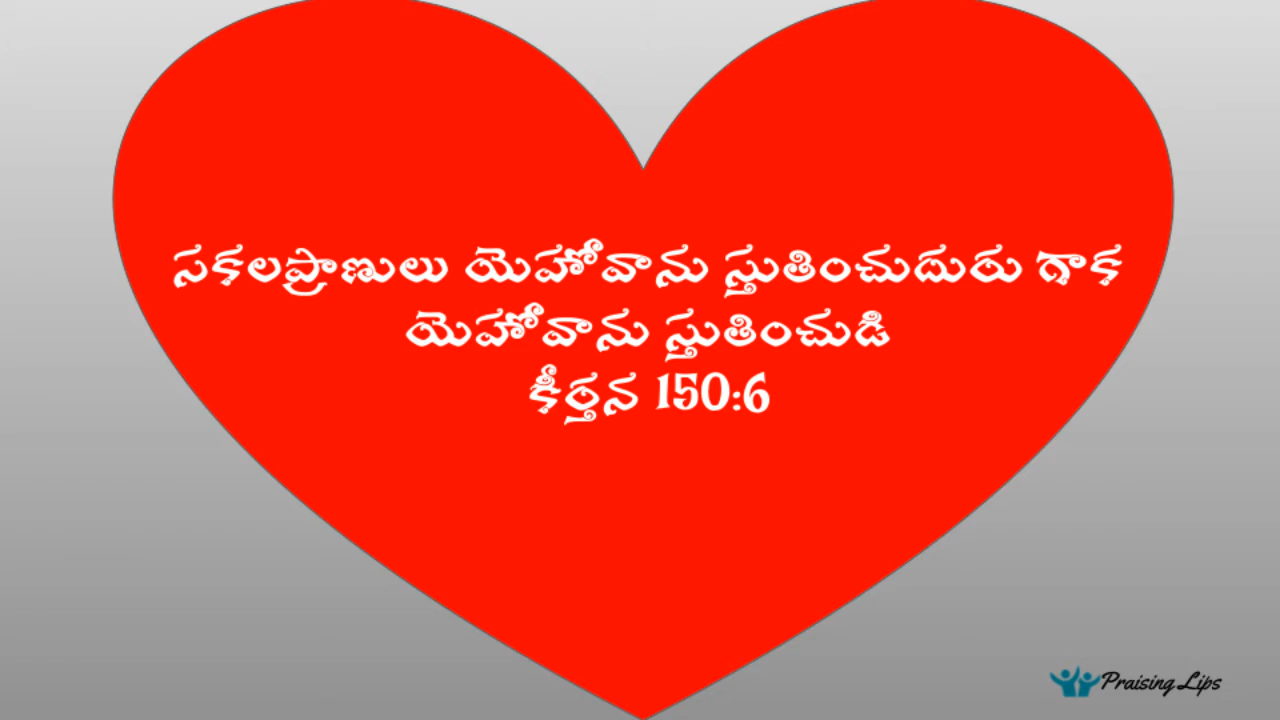 సకలప్రాణులు యెహోవాను స్తుతించుదురు గాక
యెహోవాను స్తుతించుడి
కీర్తన 150:6
Praising Lips